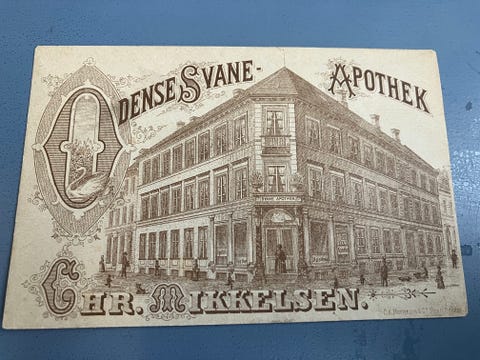 ODENSE SVANE- APOTHEK
SVANE APOTHEK
CHR. MIKKELSEN.